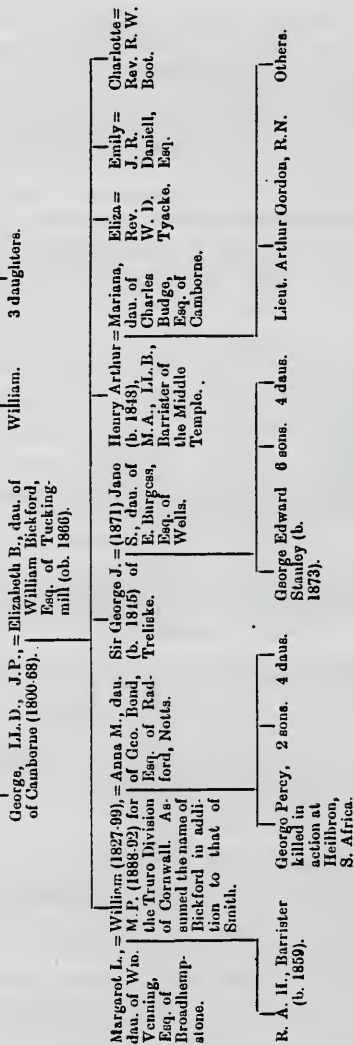 George, LL.D., J.P., = Elizabeth B., dau. of
of Camborne (1800-68).
William Bickford,
Esq. of Tucking-
mill (ob. 1866).
William.
3 daughters.
Margarot L., =
dau. of Wm.
Venning,
Esq. of
Broadhemp-
stone.
William (1827-99), =
M.P. (1888-92) for
the Truro Division
of Cornwall. As-
sumed the name of
Bickford in addi-
tion to that of
Smith.
Anna M., dau.
of Geo. Bond,
Esq. of Rad-
ford, Notts.
Sir George J. =
(b. 1845) of
Treliske.
(1871) Jane
S., dau. of
E. Burgess,
Esq. of
Wells.
Henry Arthur =
(b. 1848),
M.A., LL.B.,
Barrister of
the Middle
Temple.
Mariana,
dau. of
Charles
Budge,
Esq. of
Camborne.
Eliza =
Rev.
W. D.
Tyacke.
Emily =
J. R.
Daniell,
Esq.
Charlotte =
Rev. R. W.
Boot.
R. A. H., Barrister
(b. 1859).
George Percy,
killed in
action at
Heilbron,
S. Africa.
2 sons.
4 daus.
George Edward
Stanley (b.
1873).
6 sons.
4 daus.
Lieut. Arthur Gordon, R.N.
Others.